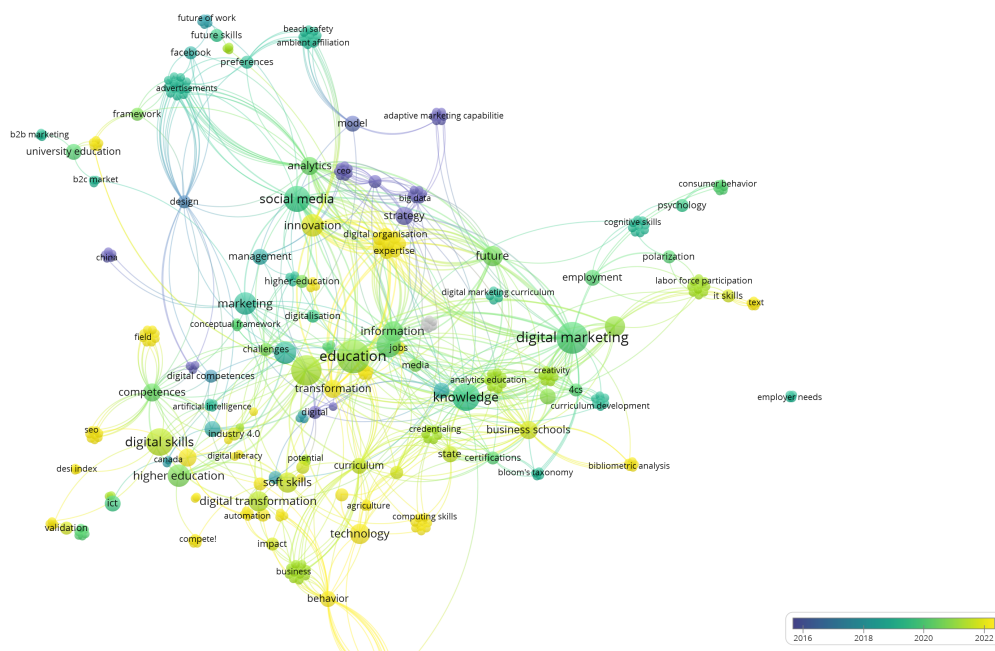 future of work
beach safety
future skills
ambient affiliation
facebook
preferences
advertisements
framework
adaptive marketing capabilitie
model
b2b marketing
university education
analytics
ceo
b2c market
consumer behavior
big data
social media
design
psychology
strategy
cognitive skills
innovation
digital organisation
expertise
management
future
china
polarization
higher education
employment
labor force participation
digital marketing curriculum
it skills
marketing
text
digitalisation
conceptual framework
information
field
digital marketing
jobs
challenges
education
media
creativity
digital competences
analytics education
transformation
competences
4cs
knowledge
employer needs
artificial intelligence
curriculum development
digital
seo
industry 4.0
credentialing
business schools
digital skills
digital literacy
state
certifications
canada
potential
curriculum
desi index
bibliometric analysis
higher education
bloom's taxonomy
soft skills
ict
digital transformation
agriculture
automation
computing skills
validation
technology
compete!
impact
business
behavior
2016
2018
2020
2022